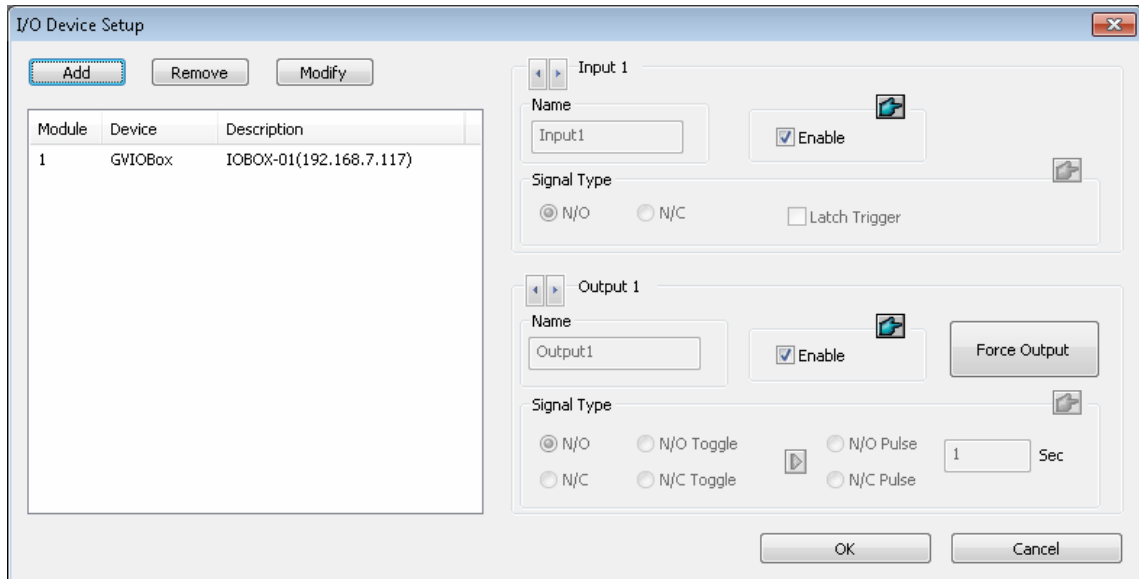 I/O Device Setup
Add Remove Modify
Module Device Description
1 GVIOBox IOBOX-01(192.168.7.117)
Input 1
Name
Input1
Enable
Signal Type
N/O N/C Latch Trigger
Output 1
Name
Output1
Enable
Force Output
Signal Type
N/O N/O Toggle N/O Pulse
1 Sec
N/C N/C Toggle N/C Pulse
OK Cancel